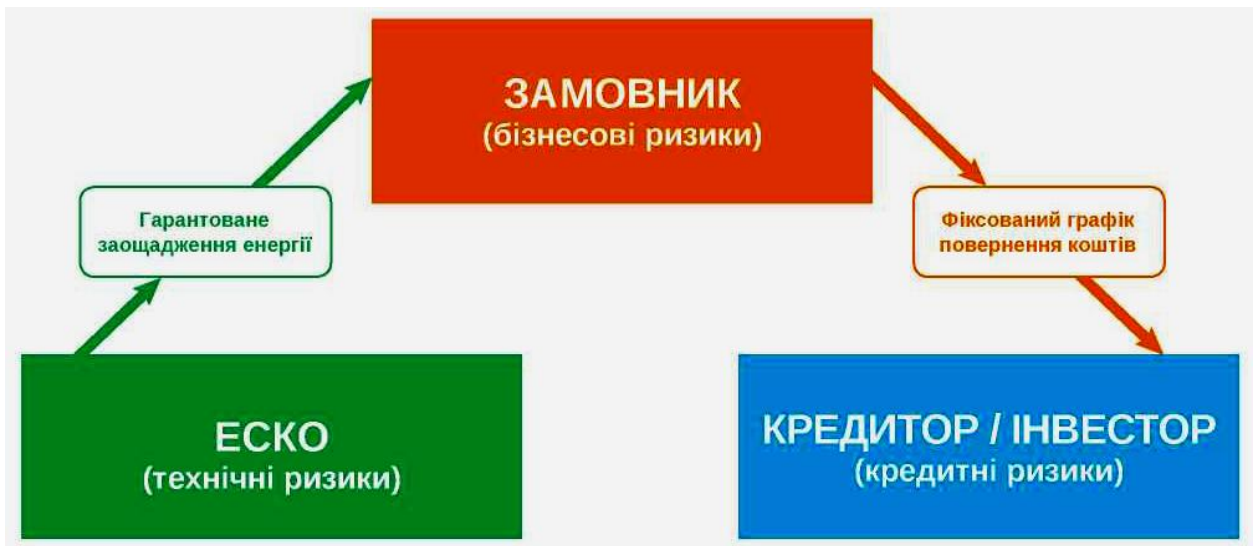 ЗАМОВНИК
(бізнесові ризики)
Гарантоване
заощадження енергії
Фіксований графік
повернення коштів
ЕСКО
(технічні ризики)
КРЕДИТОР / ІНВЕСТОР
(кредитні ризики)